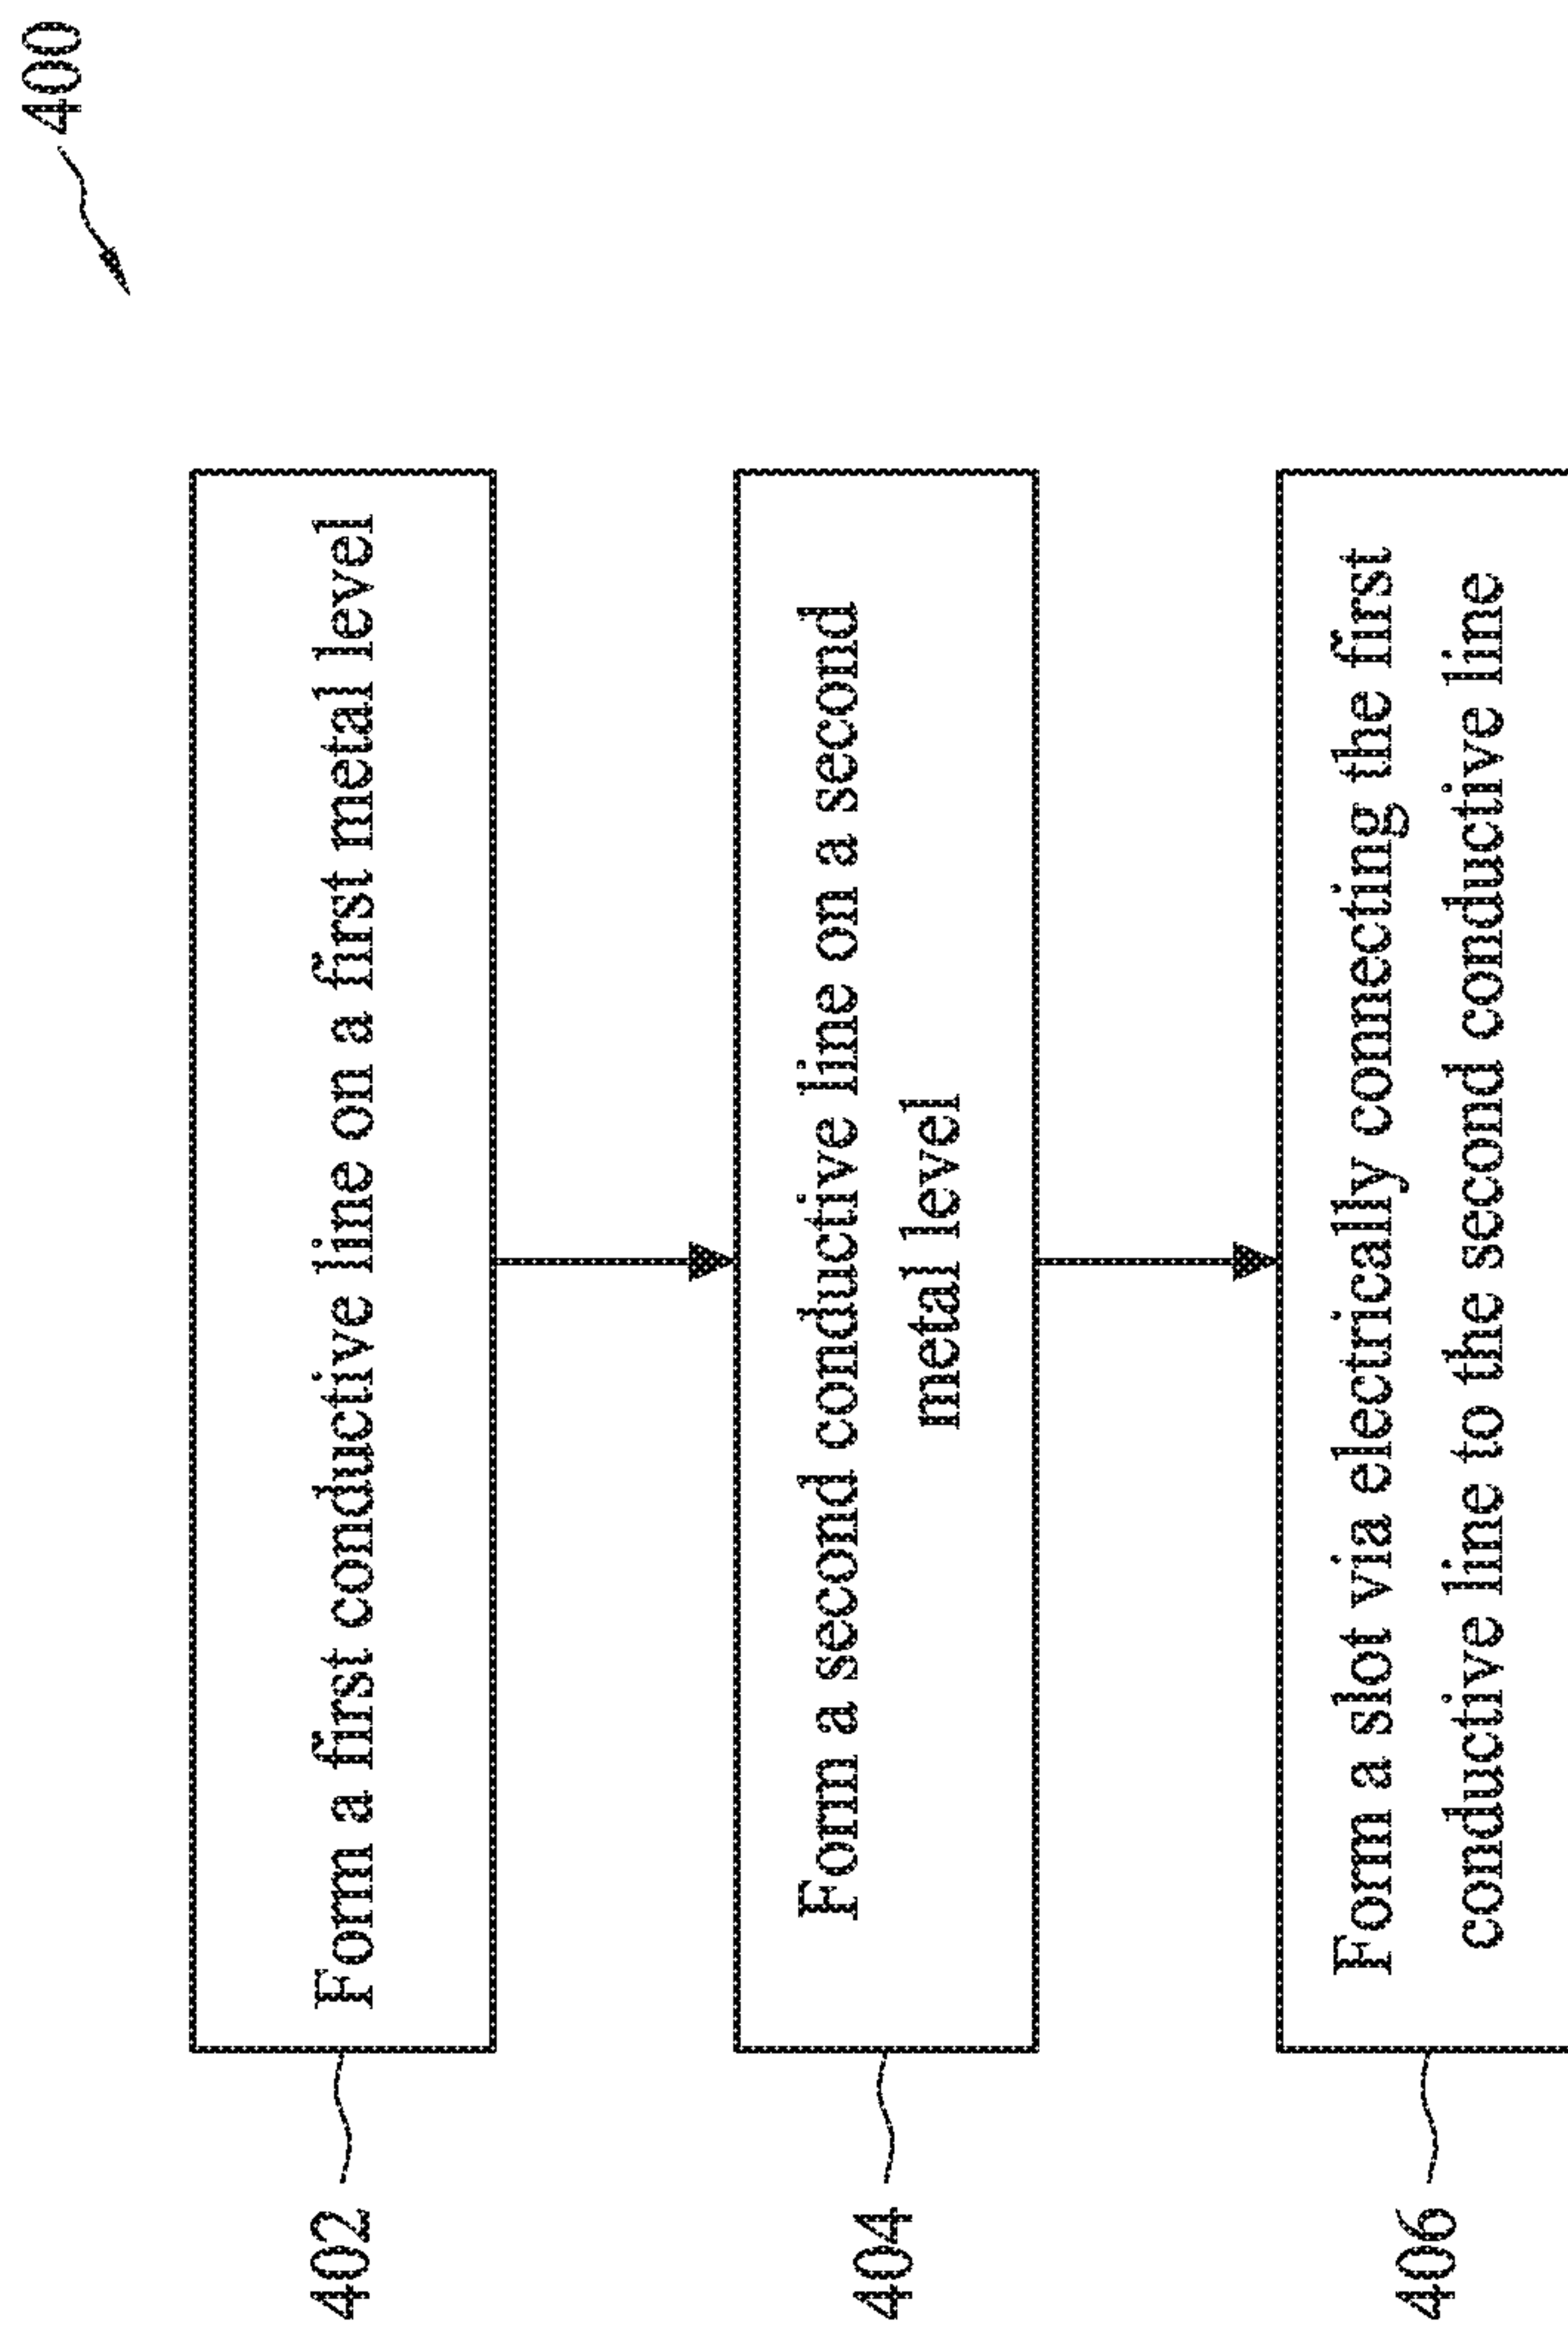 400
402
Form a first conductive line on a first metal level
404
Form a second conductive line on a second
metal level
406
Form a slot via electrically connecting the first
conductive line to the second conductive line